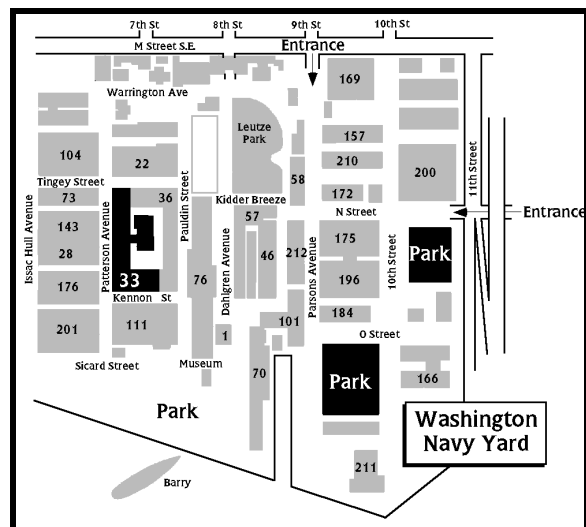 7th St
8th St
9th St
10th St
M Street S.E.
Entrance
Warrington Ave
169
Leutze
Park
157
104
22
210
200
11th Street
Tingey Street
58
172
73
36
Kidder Breeze
N Street
Entrance
Issac Hull Avenue
Patterson Avenue
Pauldin Street
Dahlgren Avenue
Parsons Avenue
10th Street
57
143
175
Park
28
46
212
33
76
196
176
Kennon St
184
201
111
1
101
O Street
Sicard Street
Museum
70
Park
166
Park
Washington
Navy Yard
211
Barry